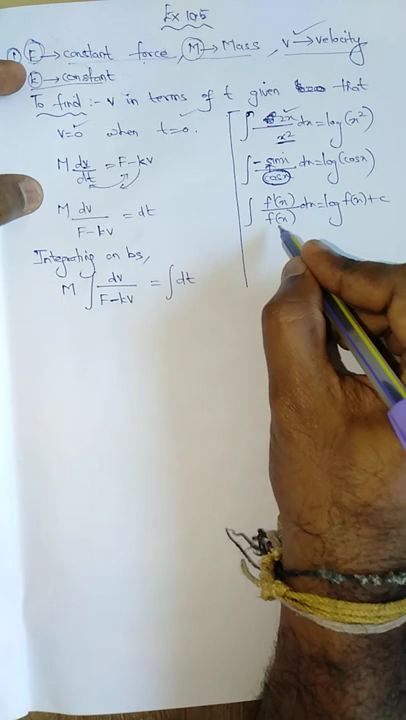 Ex 10.5
1) F → constant force, M → Mass, v → velocity
k → constant
To find :- v in terms of t given that
v=0 when t=0.
M dv/dt = F-kv
M dv/F-kv = dt
Integrating on bs,
M ∫ dv/F-kv = ∫ dt
∫ 2x/x² dx = log(x²)
∫ -sinx/cosx dx = log(cosx)
∫ f'(x)/f(x) dx = log f(x) + c